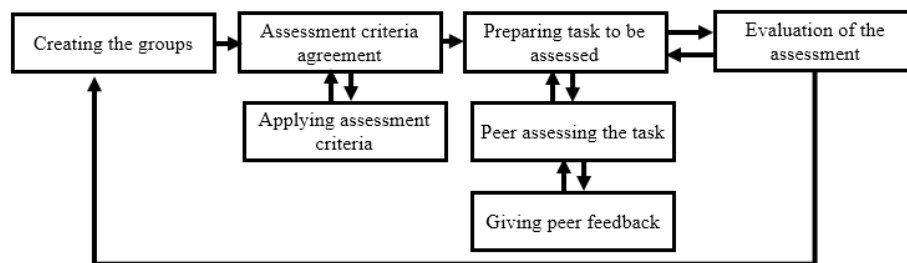 Creating the groups
Assessment criteria
agreement
Preparing task to be
assessed
Evaluation of the
assessment
Applying assessment
criteria
Peer assessing the task
Giving peer feedback